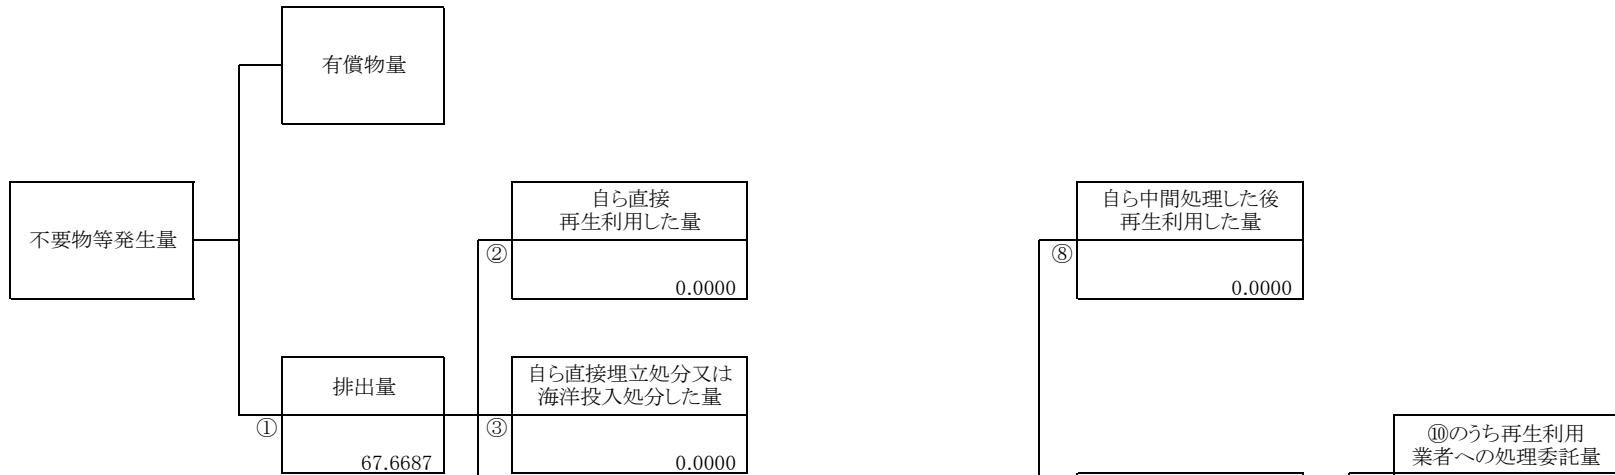 有償物量
不要物等発生量
自ら直接
再生利用した量
②
0.0000
自ら中間処理した後
再生利用した量
⑧
0.0000
排出量
①
67.6687
自ら直接埋立処分又は
海洋投入処分した量
③
0.0000
⑩のうち再生利用
業者への処理委託量